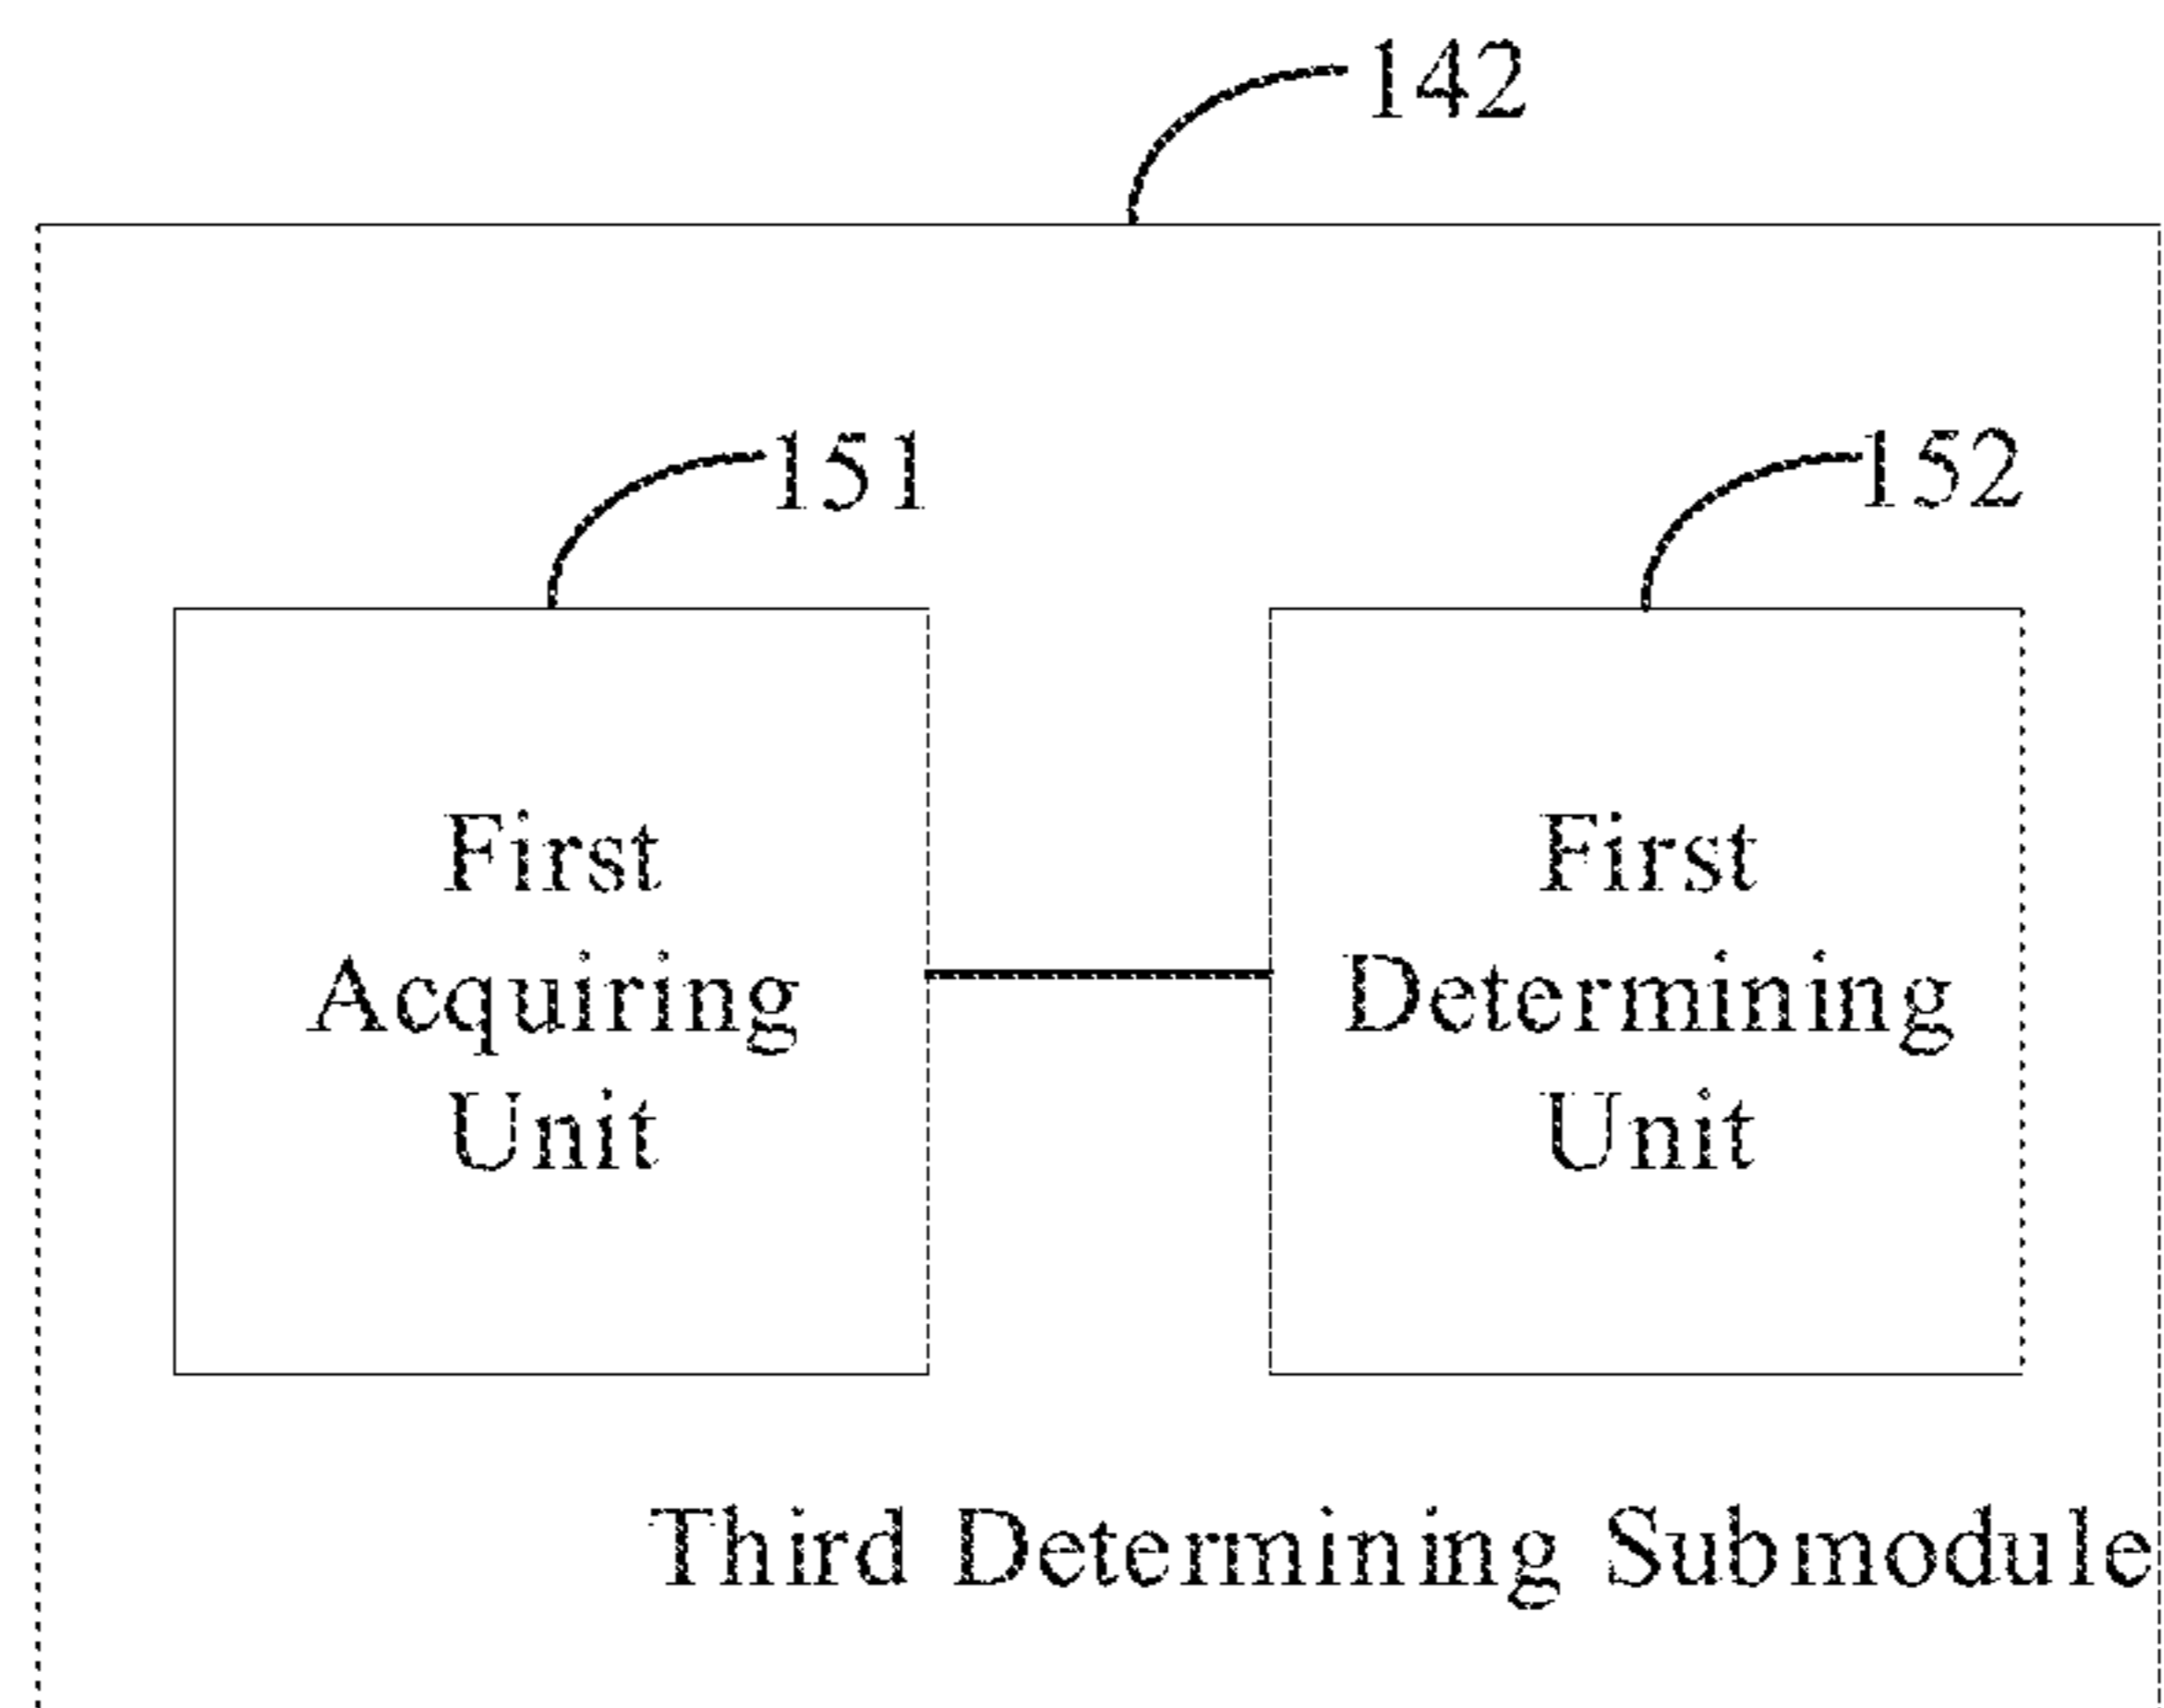 142
151
152
First
Acquiring
Unit
First
Determining
Unit
Third Determining Submodule